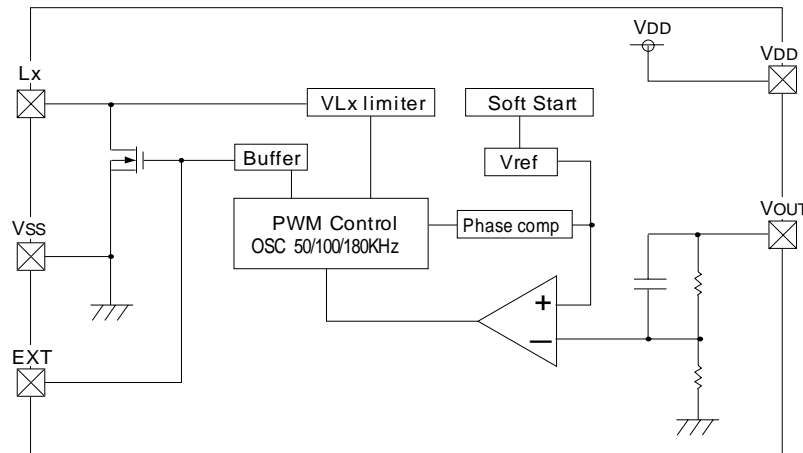 VDD
VDD
Lx
VLx limiter
Soft Start
Buffer
Vref
VSS
PWM Control
OSC 50/100/180KHz
Phase comp
VOUT
+
−
EXT